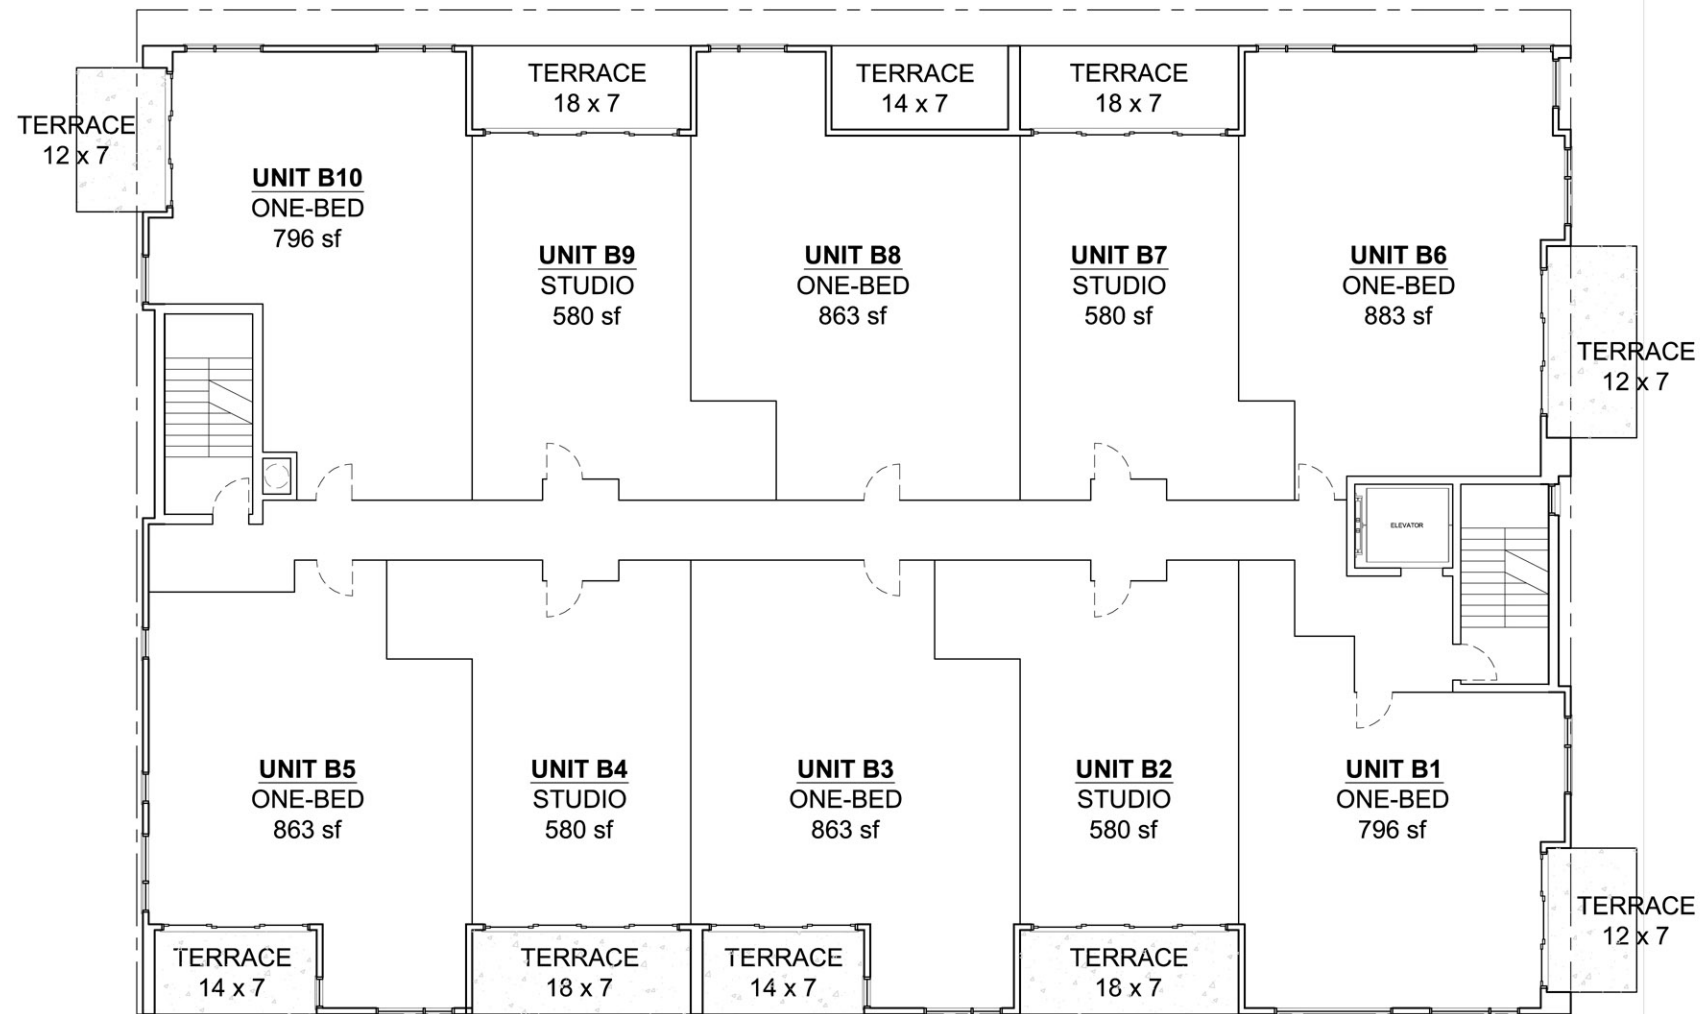 TERRACE
18 x 7
TERRACE
14 x 7
TERRACE
18 x 7
TERRACE
12 x 7
UNIT B10
ONE-BED
796 sf
UNIT B9
STUDIO
580 sf
UNIT B8
ONE-BED
863 sf
UNIT B7
STUDIO
580 sf
UNIT B6
ONE-BED
883 sf
TERRACE
12 x 7
ELEVATOR
UNIT B5
ONE-BED
863 sf
UNIT B4
STUDIO
580 sf
UNIT B3
ONE-BED
863 sf
UNIT B2
STUDIO
580 sf
UNIT B1
ONE-BED
796 sf
TERRACE
12 x 7
TERRACE
14 x 7
TERRACE
18 x 7
TERRACE
14 x 7
TERRACE
18 x 7